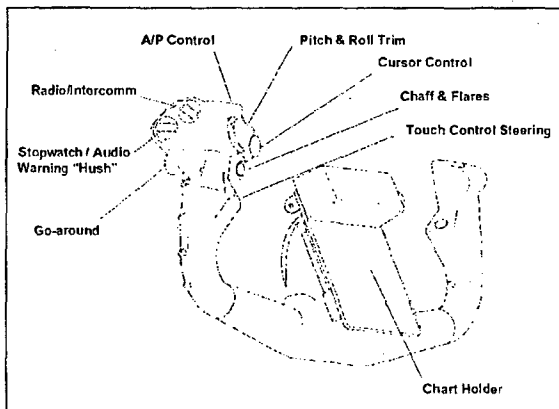 A/P Control
Pitch & Roll Trim
Cursor Control
Radio/Intercomm
Chaff & Flares
Touch Control Steering
Stopwatch / Audio
Warning "Hush"
Go-around
Chart Holder